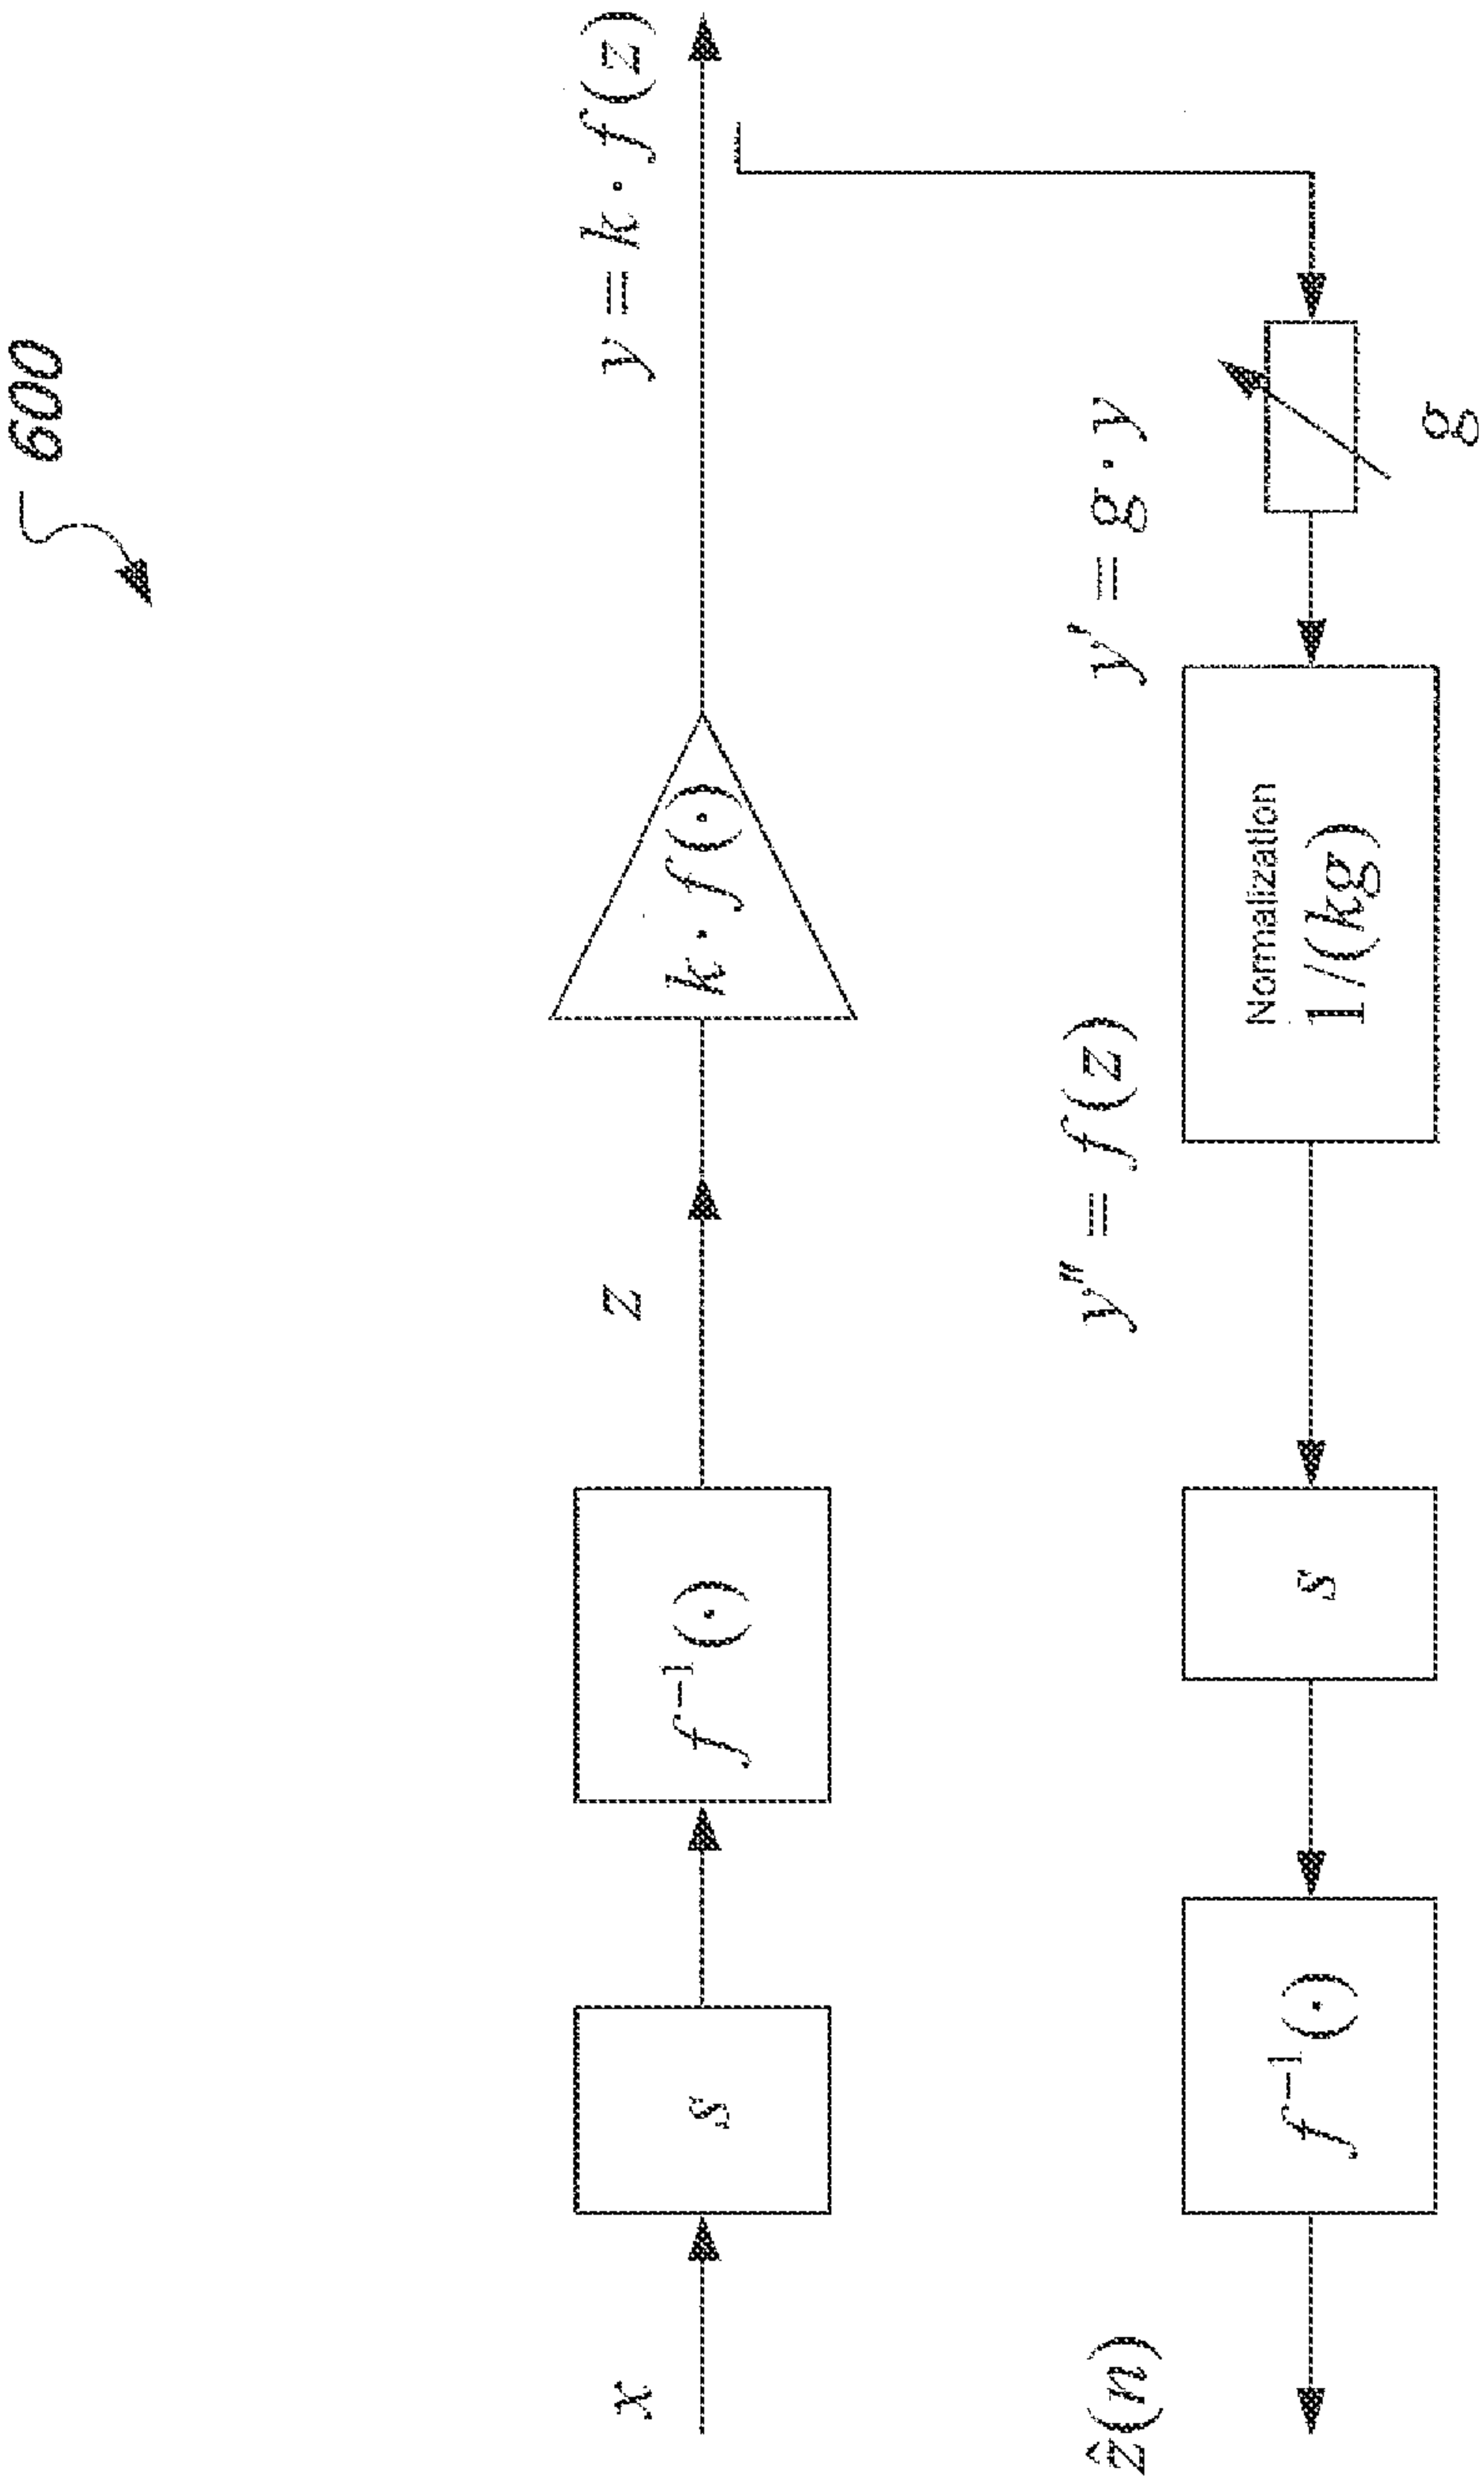 600
x
s
f⁻¹(·)
z
k · f(·)
y = k · f(z)
ẑ(n)
f⁻¹(·)
s
y″ = f(z)
Normalization
1/(kg)
y′ = g · y
g